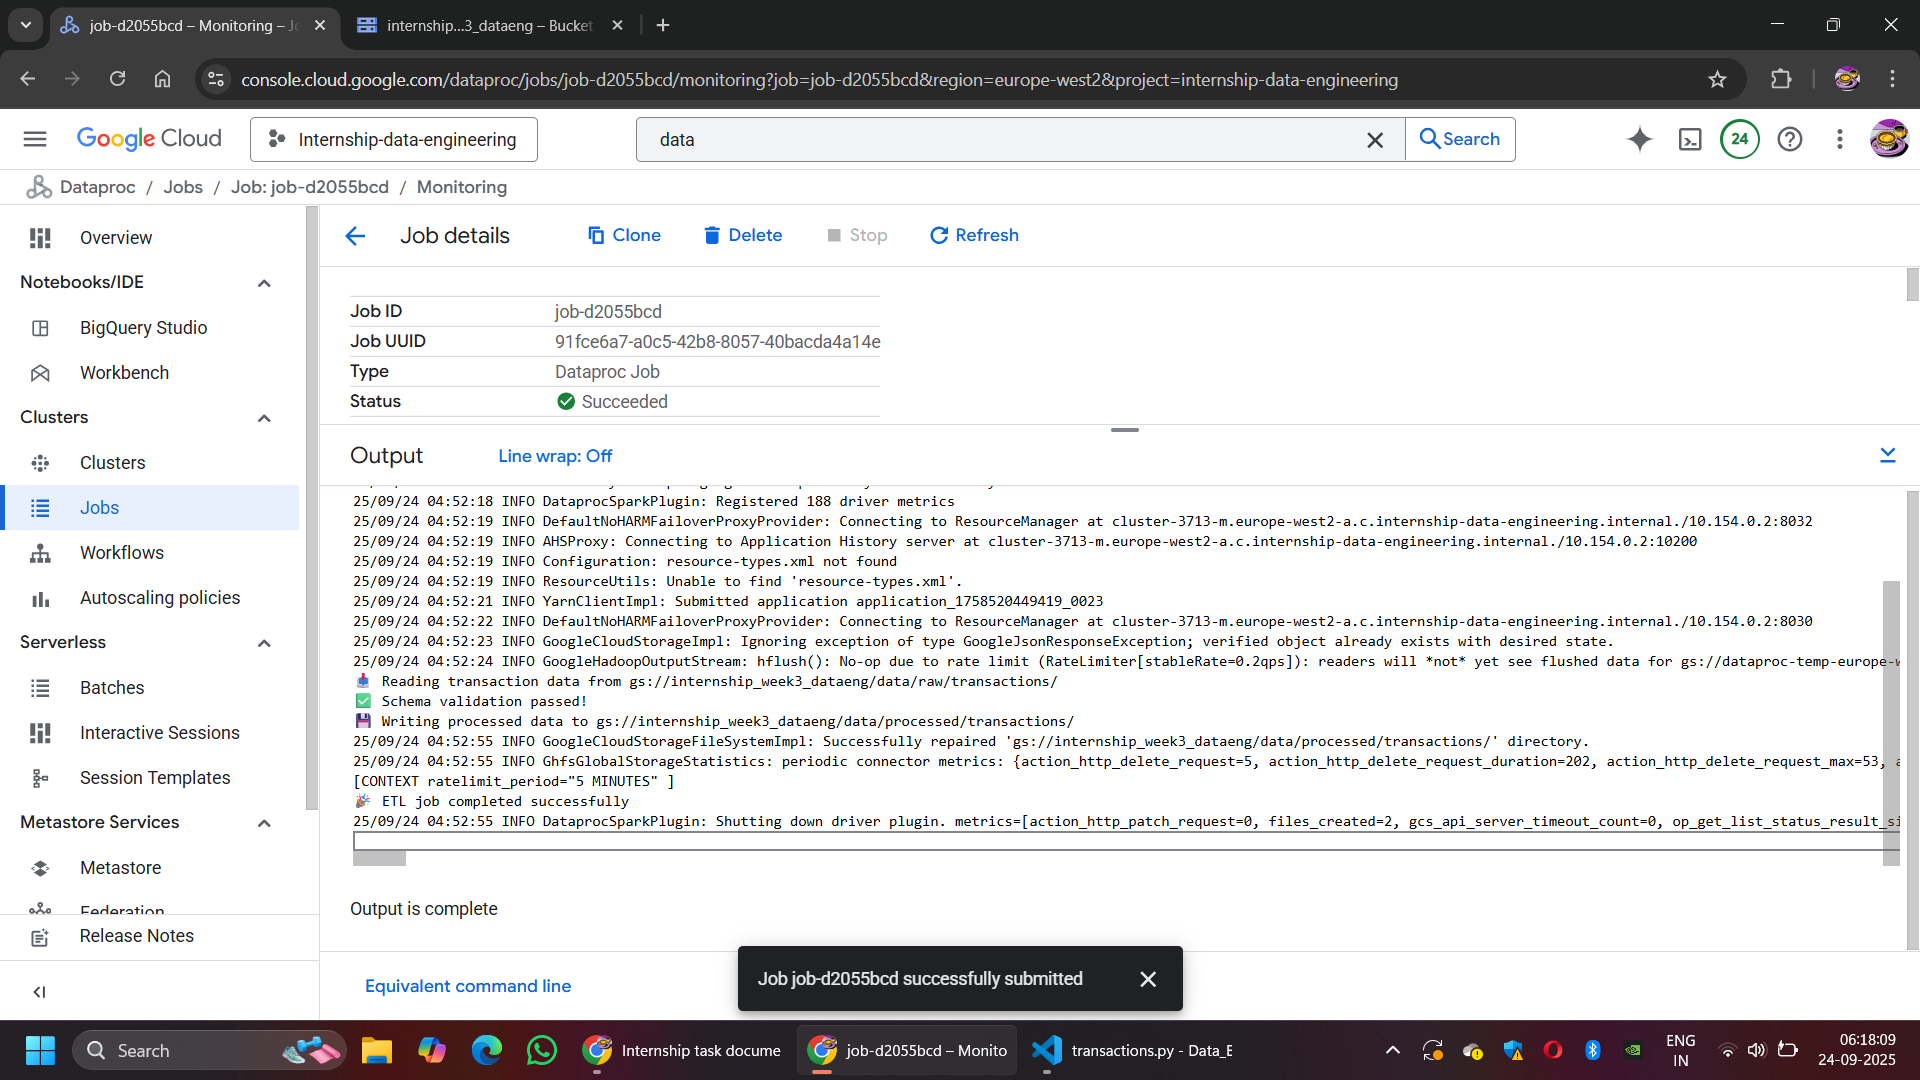 job-d2055bcd – Monitoring – Jo
internship...3_dataeng – Bucket
console.cloud.google.com/dataproc/jobs/job-d2055bcd/monitoring?job=job-d2055bcd&region=europe-west2&project=internship-data-engineering
Google Cloud
Internship-data-engineering
data
Search
24
Dataproc / Jobs / Job: job-d2055bcd / Monitoring
Overview
Notebooks/IDE
BigQuery Studio
Workbench
Clusters
Clusters
Jobs
Workflows
Autoscaling policies
Serverless
Batches
Interactive Sessions
Session Templates
Metastore Services
Metastore
Federation
Release Notes
Job details
Clone
Delete
Stop
Refresh
Job ID job-d2055bcd
Job UUID 91fce6a7-a0c5-42b8-8057-40bacda4a14e
Type Dataproc Job
Status Succeeded
Output
Line wrap: Off
25/09/24 04:52:18 INFO DataprocSparkPlugin: Registered 188 driver metrics
25/09/24 04:52:19 INFO DefaultNoHARMFailoverProxyProvider: Connecting to ResourceManager at cluster-3713-m.europe-west2-a.c.internship-data-engineering.internal./10.154.0.2:8032
25/09/24 04:52:19 INFO AHSProxy: Connecting to Application History server at cluster-3713-m.europe-west2-a.c.internship-data-engineering.internal./10.154.0.2:10200
25/09/24 04:52:19 INFO Configuration: resource-types.xml not found
25/09/24 04:52:19 INFO ResourceUtils: Unable to find 'resource-types.xml'.
25/09/24 04:52:21 INFO YarnClientImpl: Submitted application application_1758520449419_0023
25/09/24 04:52:22 INFO DefaultNoHARMFailoverProxyProvider: Connecting to ResourceManager at cluster-3713-m.europe-west2-a.c.internship-data-engineering.internal./10.154.0.2:8030
25/09/24 04:52:23 INFO GoogleCloudStorageImpl: Ignoring exception of type GoogleJsonResponseException; verified object already exists with desired state.
25/09/24 04:52:24 INFO GoogleHadoopOutputStream: hflush(): No-op due to rate limit (RateLimiter[stableRate=0.2qps]): readers will *not* yet see flushed data for gs://dataproc-temp-europe-w
📥 Reading transaction data from gs://internship_week3_dataeng/data/raw/transactions/
✅ Schema validation passed!
💾 Writing processed data to gs://internship_week3_dataeng/data/processed/transactions/
25/09/24 04:52:55 INFO GoogleCloudStorageFileSystemImpl: Successfully repaired 'gs://internship_week3_dataeng/data/processed/transactions/' directory.
25/09/24 04:52:55 INFO GhfsGlobalStorageStatistics: periodic connector metrics: {action_http_delete_request=5, action_http_delete_request_duration=202, action_http_delete_request_max=53, a
[CONTEXT ratelimit_period="5 MINUTES" ]
🎉 ETL job completed successfully
25/09/24 04:52:55 INFO DataprocSparkPlugin: Shutting down driver plugin. metrics=[action_http_patch_request=0, files_created=2, gcs_api_server_timeout_count=0, op_get_list_status_result_si
Output is complete
Equivalent command line
Job job-d2055bcd successfully submitted
Search
Internship task docume
job-d2055bcd – Monito
transactions.py - Data_E
ENG
IN
06:18:09
24-09-2025